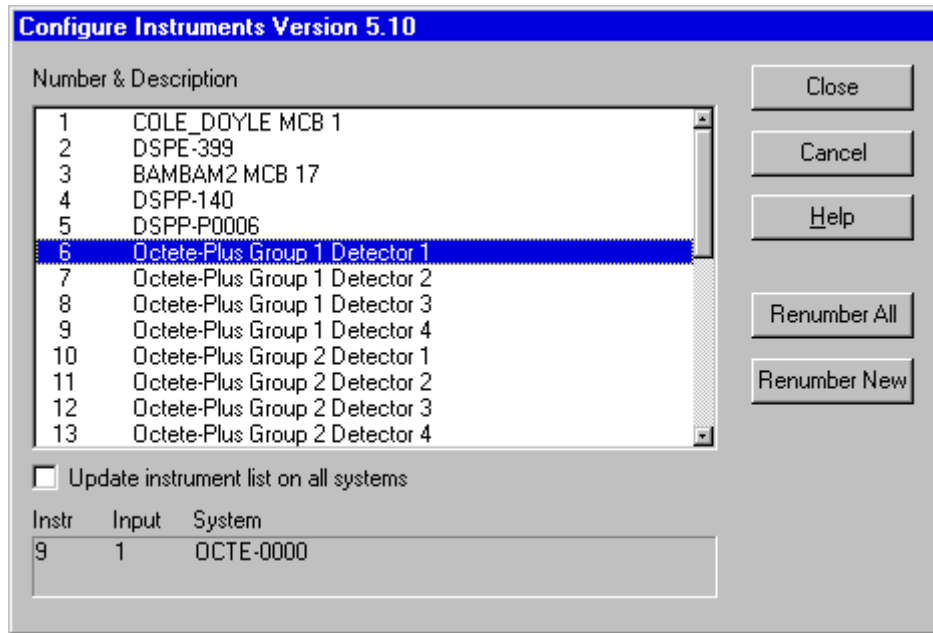 Configure Instruments Version 5.10
Number & Description
1 COLE_DOYLE MCB 1
2 DSPE-399
3 BAMBAM2 MCB 17
4 DSPP-140
5 DSPP-P0006
6 Octete-Plus Group 1 Detector 1
7 Octete-Plus Group 1 Detector 2
8 Octete-Plus Group 1 Detector 3
9 Octete-Plus Group 1 Detector 4
10 Octete-Plus Group 2 Detector 1
11 Octete-Plus Group 2 Detector 2
12 Octete-Plus Group 2 Detector 3
13 Octete-Plus Group 2 Detector 4
Close
Cancel
Help
Renumber All
Renumber New
Update instrument list on all systems
Instr Input System
9 1 OCTE-0000